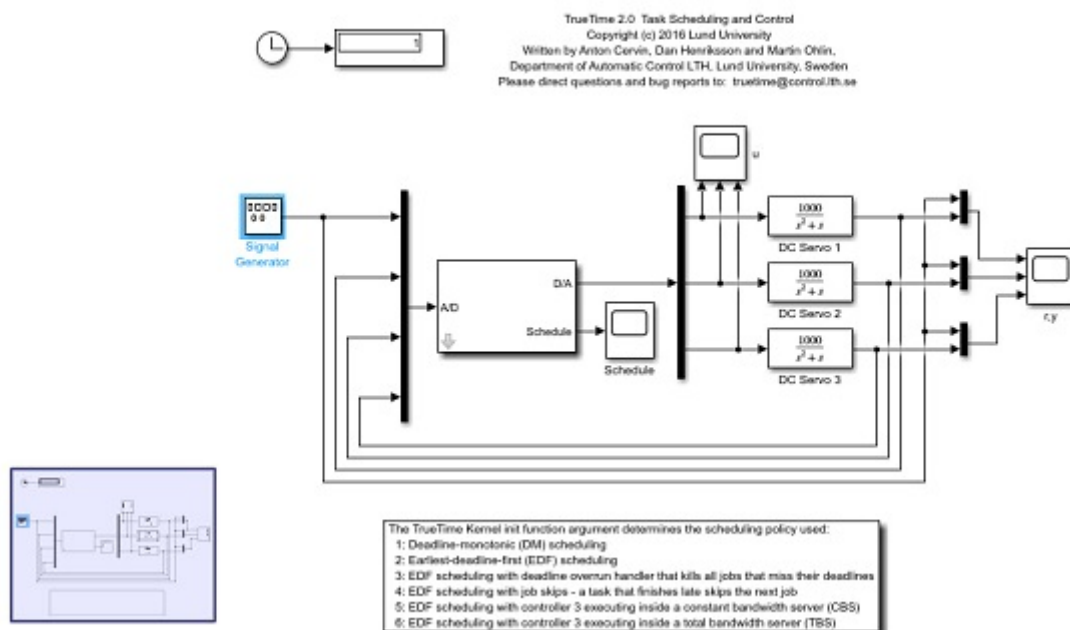 TrueTime 2.0 Task Scheduling and Control
Copyright (c) 2016 Lund University
Written by Anton Cervin, Dan Henriksson and Martin Ohlin,
Department of Automatic Control LTH, Lund University, Sweden
Please direct questions and bug reports to: truetime@control.lth.se
1
u
Signal
Generator
A/D
D/A
Schedule
Schedule
1000
s²+s
DC Servo 1
1000
s²+s
DC Servo 2
1000
s²+s
DC Servo 3
r,y
The TrueTime Kernel init function argument determines the scheduling policy used:
1: Deadline-monotonic (DM) scheduling
2: Earliest-deadline-first (EDF) scheduling
3: EDF scheduling with deadline overrun handler that kills all jobs that miss their deadlines
4: EDF scheduling with job skips - a task that finishes late skips the next job
5: EDF scheduling with controller 3 executing inside a constant bandwidth server (CBS)
6: EDF scheduling with controller 3 executing inside a total bandwidth server (TBS)